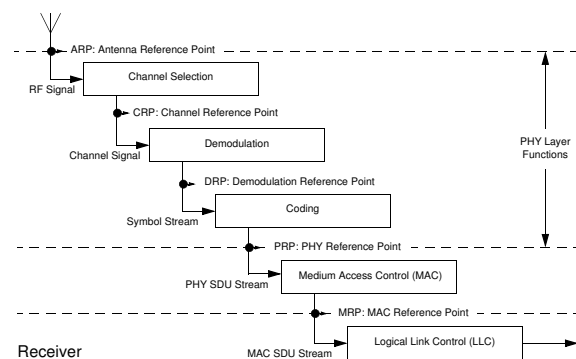 ARP: Antenna Reference Point
RF Signal
Channel Selection
CRP: Channel Reference Point
Channel Signal
Demodulation
PHY Layer
Functions
DRP: Demodulation Reference Point
Symbol Stream
Coding
PRP: PHY Reference Point
PHY SDU Stream
Medium Access Control (MAC)
MRP: MAC Reference Point
Receiver
MAC SDU Stream
Logical Link Control (LLC)